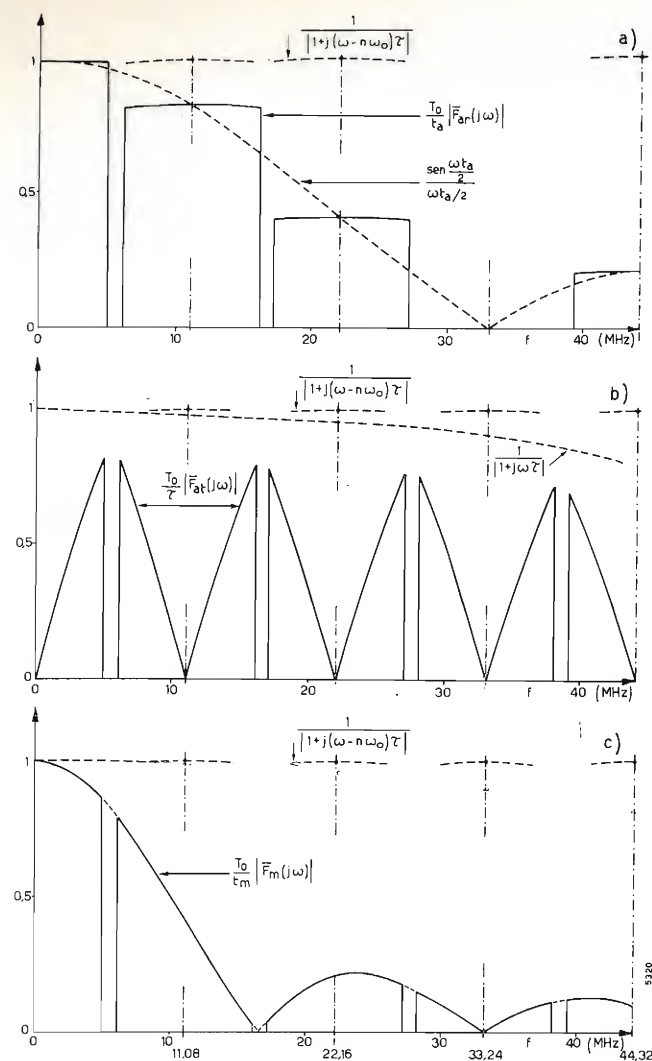 1 / |1+j(ω-nω₀)τ|
a)
1
T₀/tₐ |F̅ar(jω)|
sen ωtₐ/2 / ωtₐ/2
0,5
0
0 10 20 30 f 40 (MHz)
1 / |1+j(ω-nω₀)τ|
b)
1
1 / |1+jωτ|
T₀/τ |F̅at(jω)|
0,5
0
0 10 20 30 f 40 (MHz)
1 / |1+j(ω-nω₀)τ|
c)
1
T₀/tm |F̅m(jω)|
0,5
0
0 10 20 30 f 40 (MHz)
11,08 22,16 33,24 44,32
5320